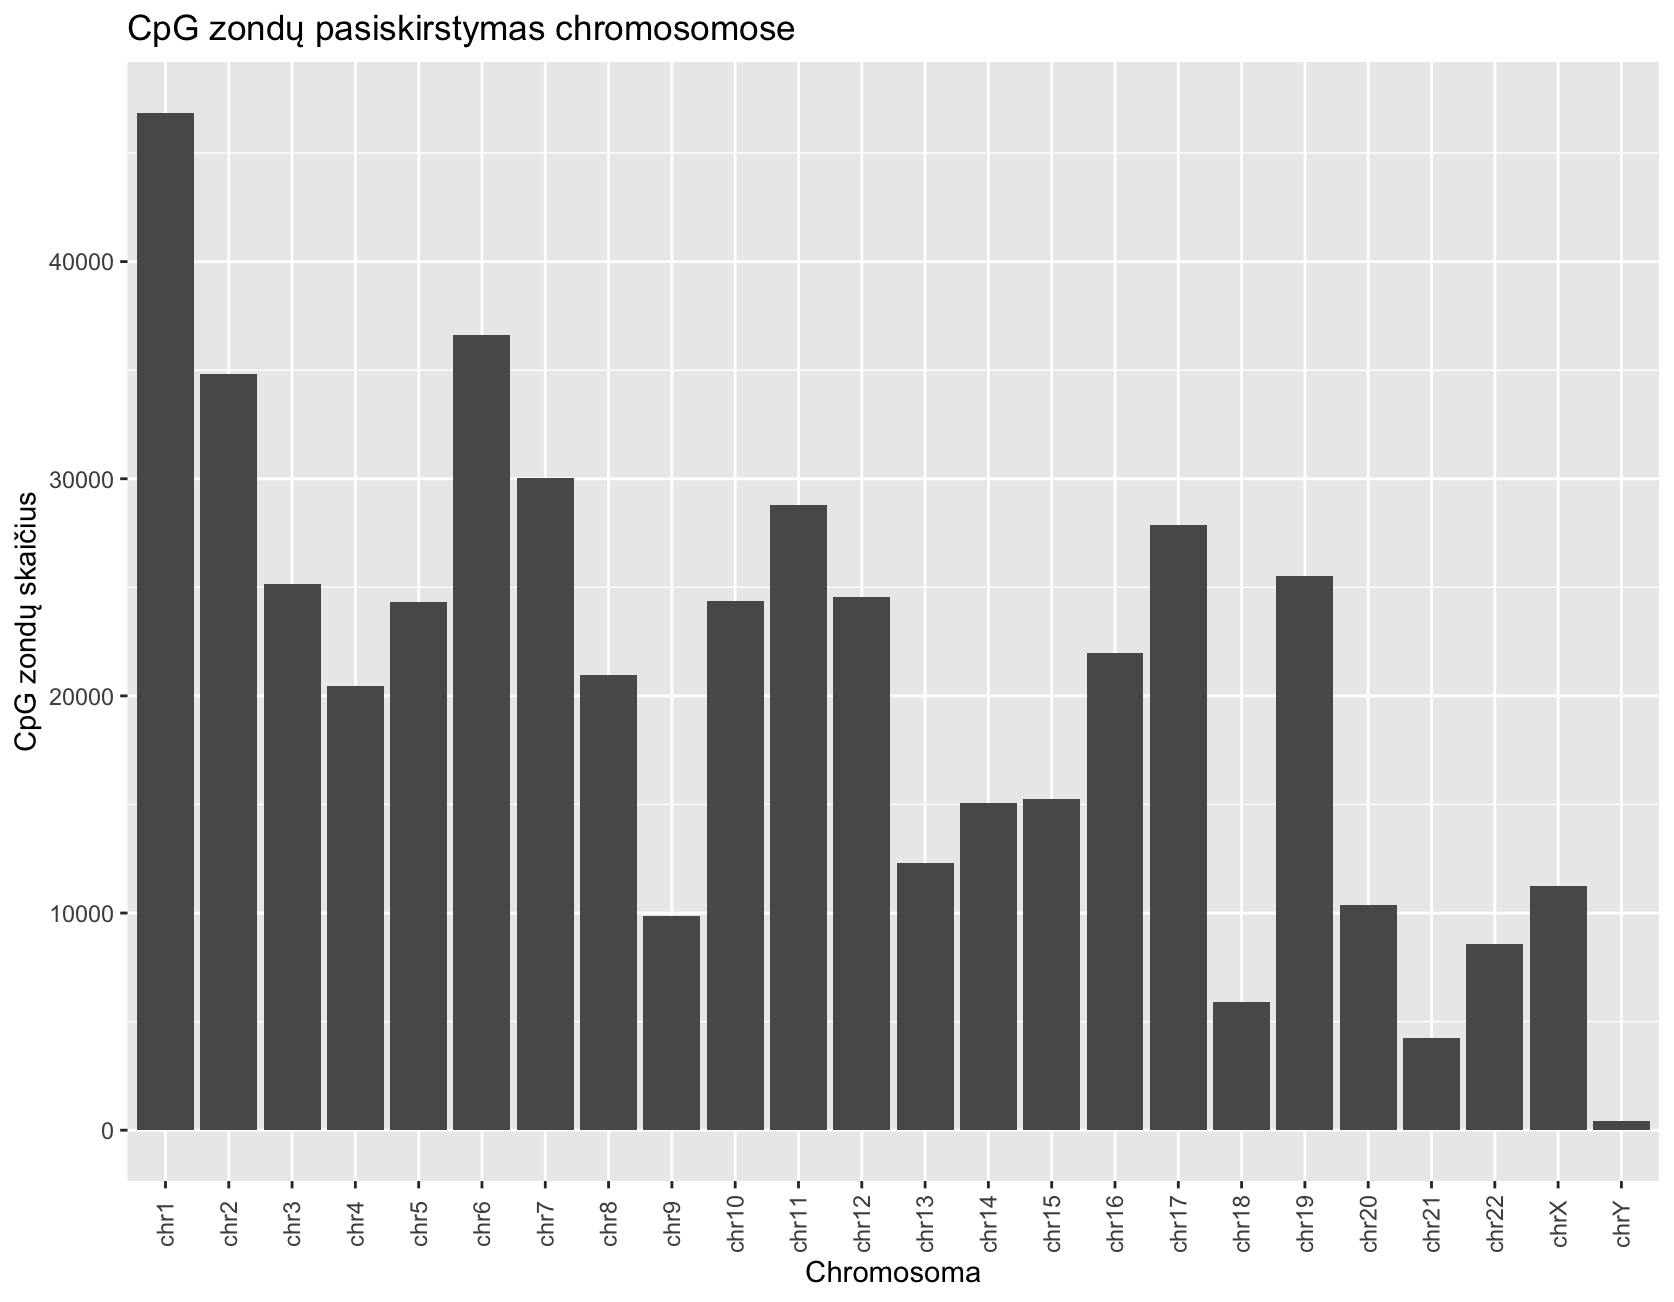 CpG zondų pasiskirstymas chromosomose
CpG zondų skaičius
40000
30000
20000
10000
0
chr1
chr2
chr3
chr4
chr5
chr6
chr7
chr8
chr9
chr10
chr11
chr12
chr13
chr14
chr15
chr16
chr17
chr18
chr19
chr20
chr21
chr22
chrX
chrY
Chromosoma